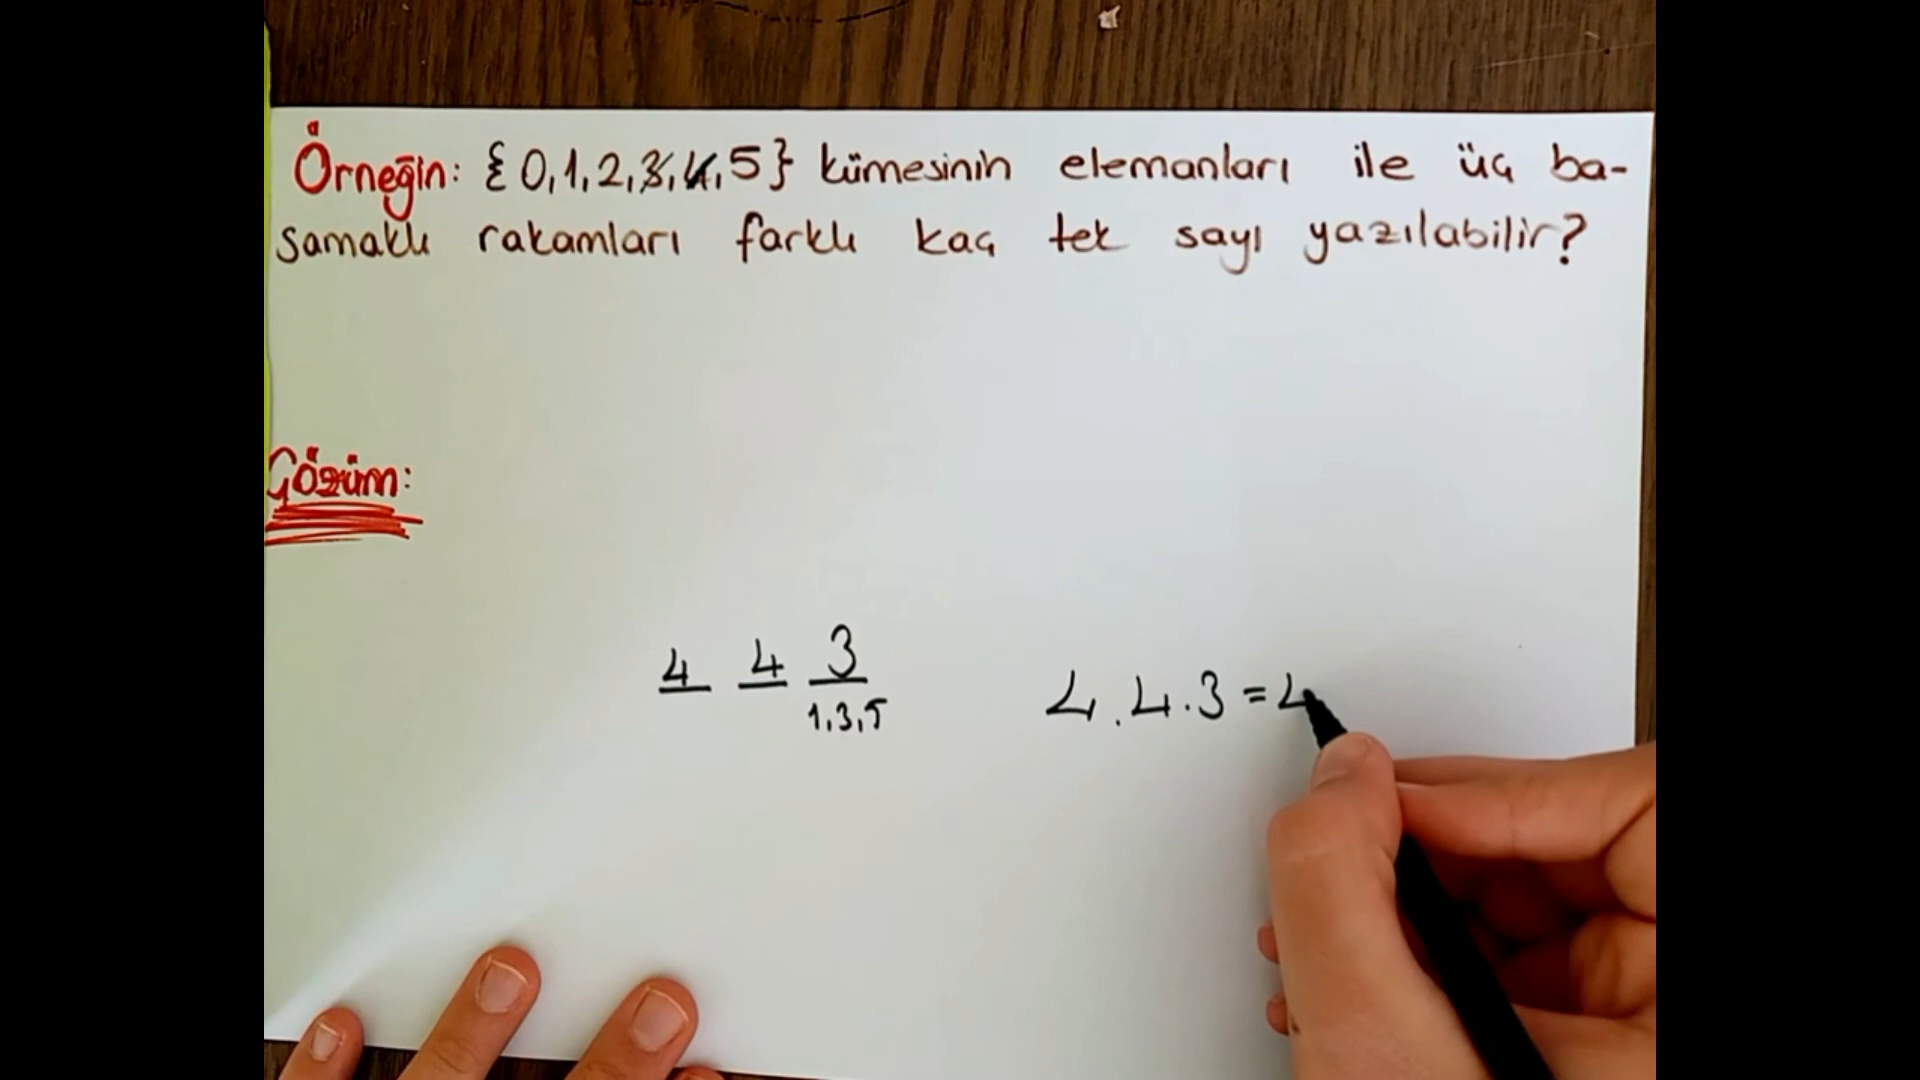 Örneğin: {0,1,2,3,4,5} kümesinin elemanları ile üç ba-
samaklı rakamları farklı kaç tek sayı yazılabilir?
Çözüm:
4 4 3
1,3,5
4.4.3=4